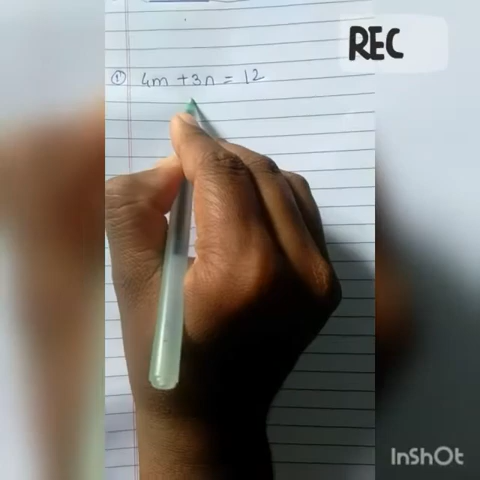 REC
① 4m + 3n = 12
InShOt